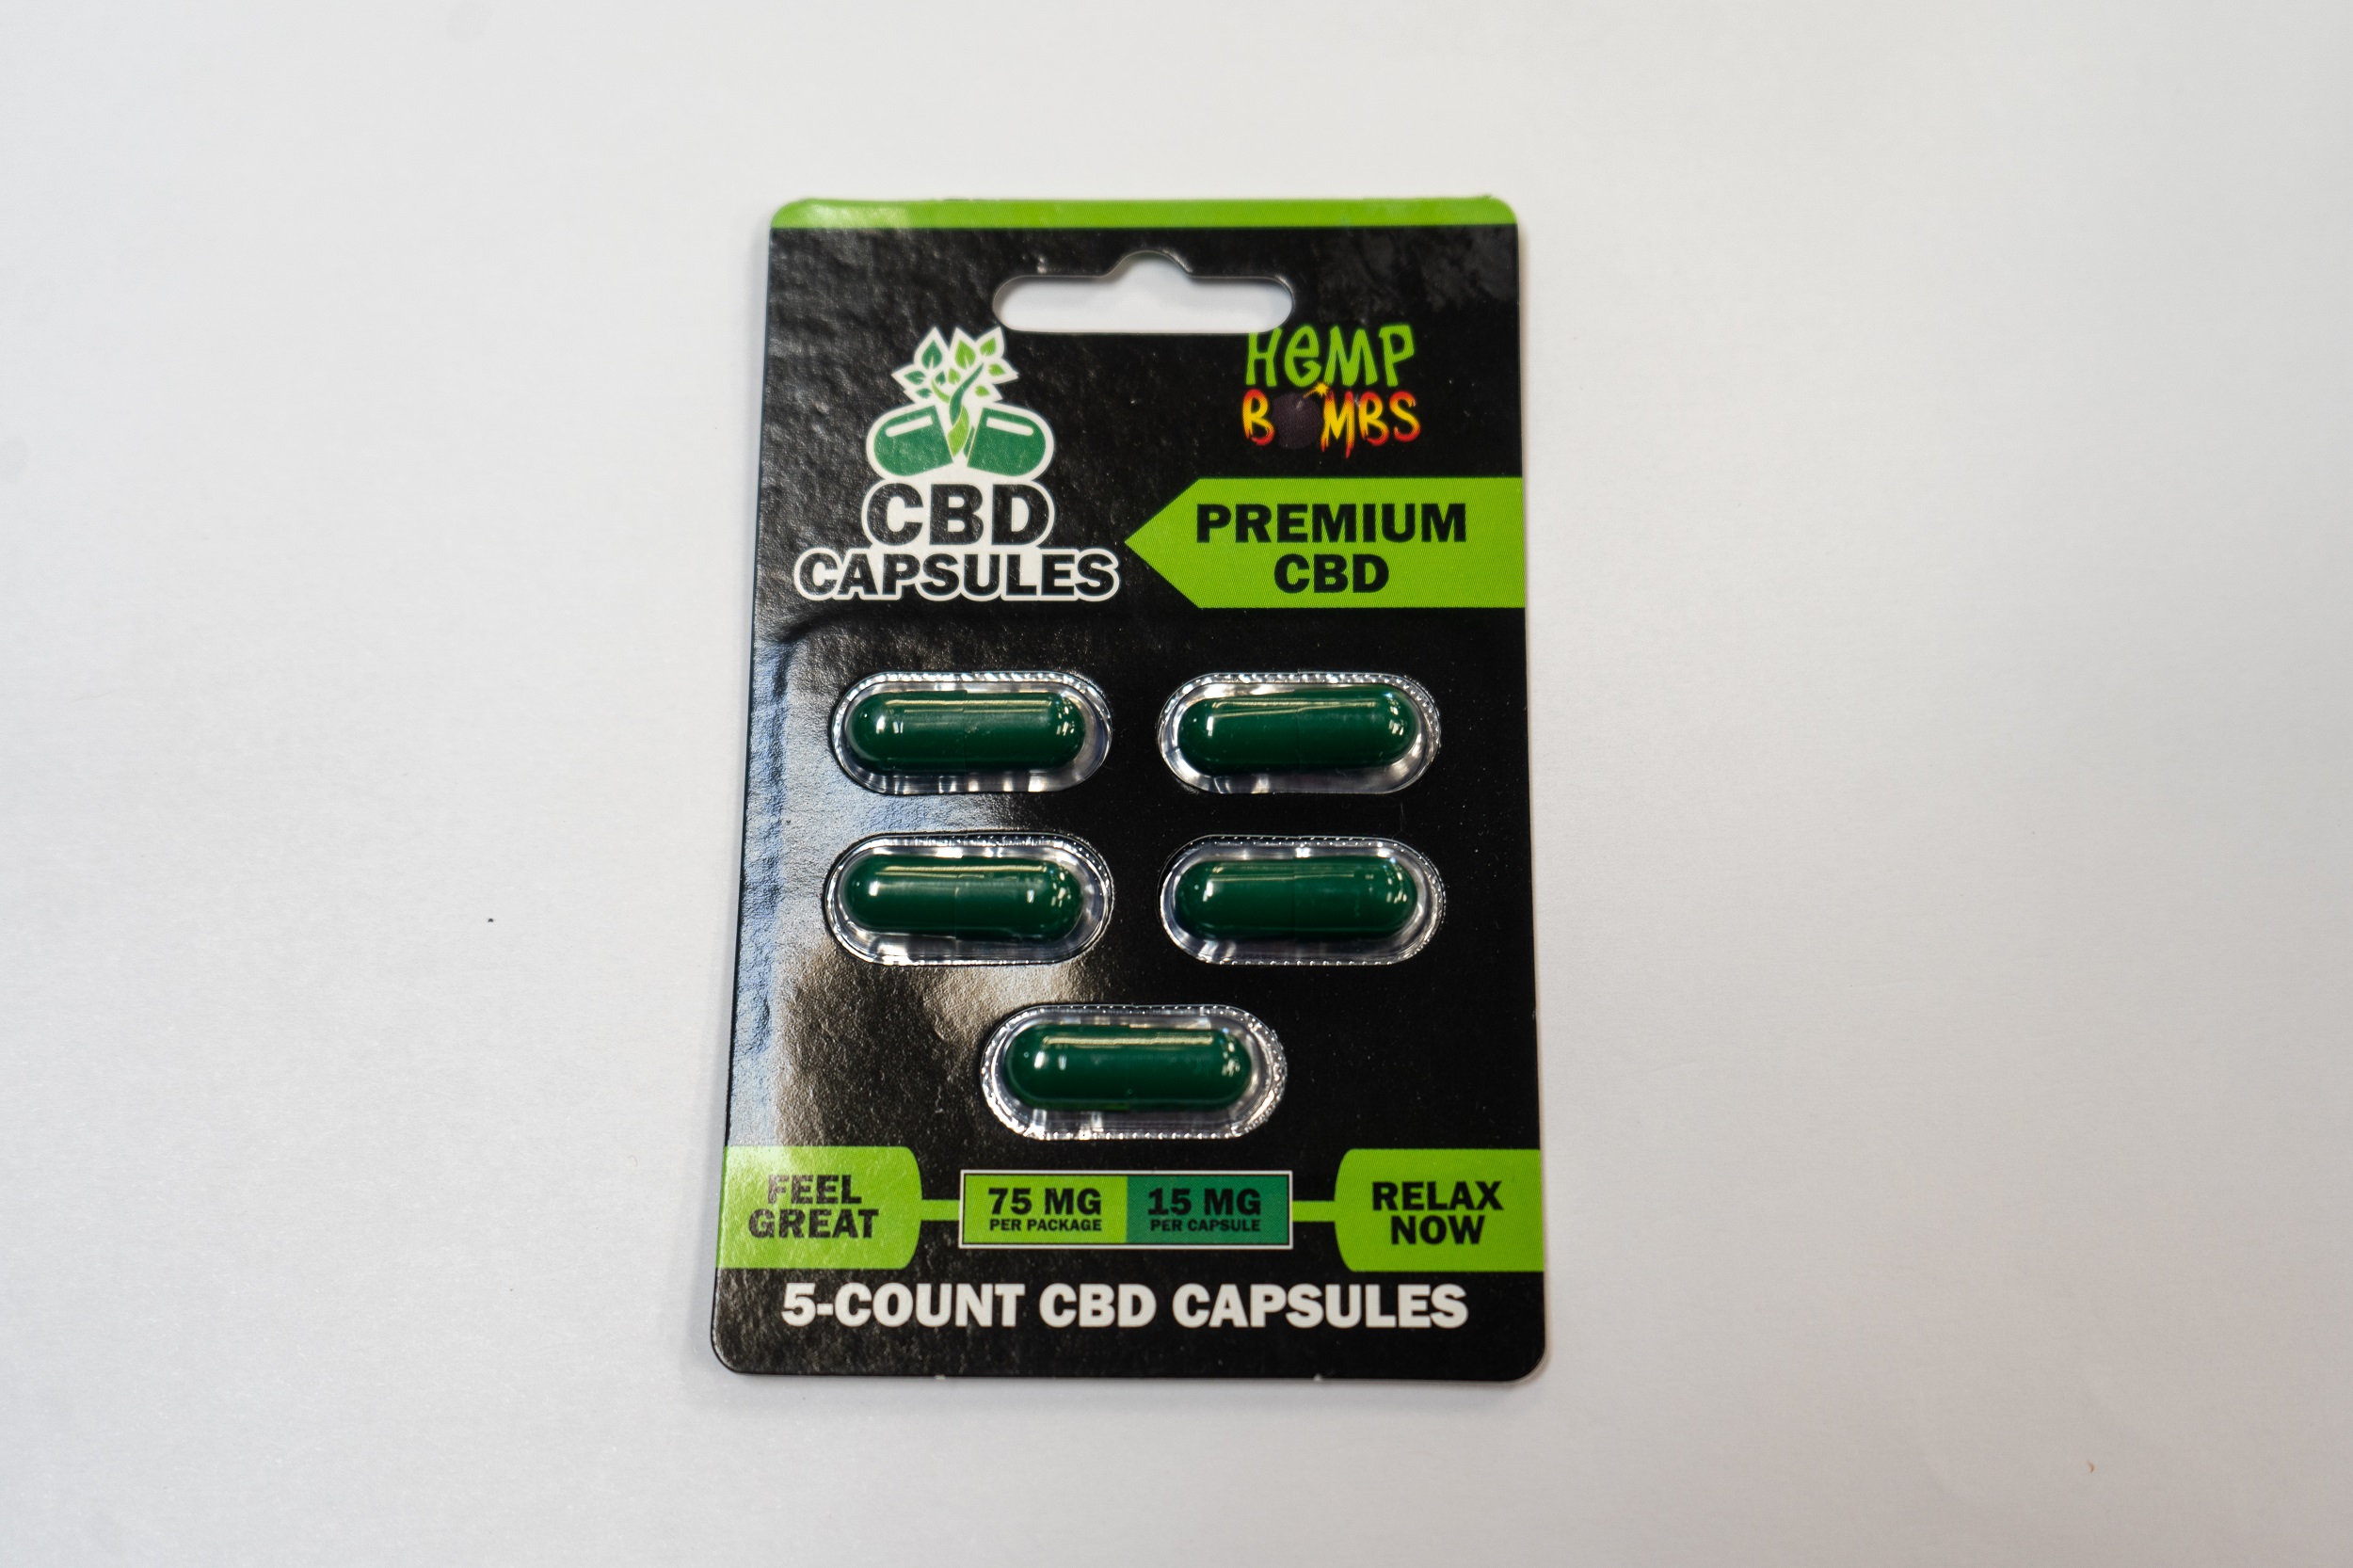 HEMP
BOMBS
CBD
CAPSULES
PREMIUM
CBD
FEEL
GREAT
75 MG
PER PACKAGE
15 MG
PER CAPSULE
RELAX
NOW
5-COUNT CBD CAPSULES